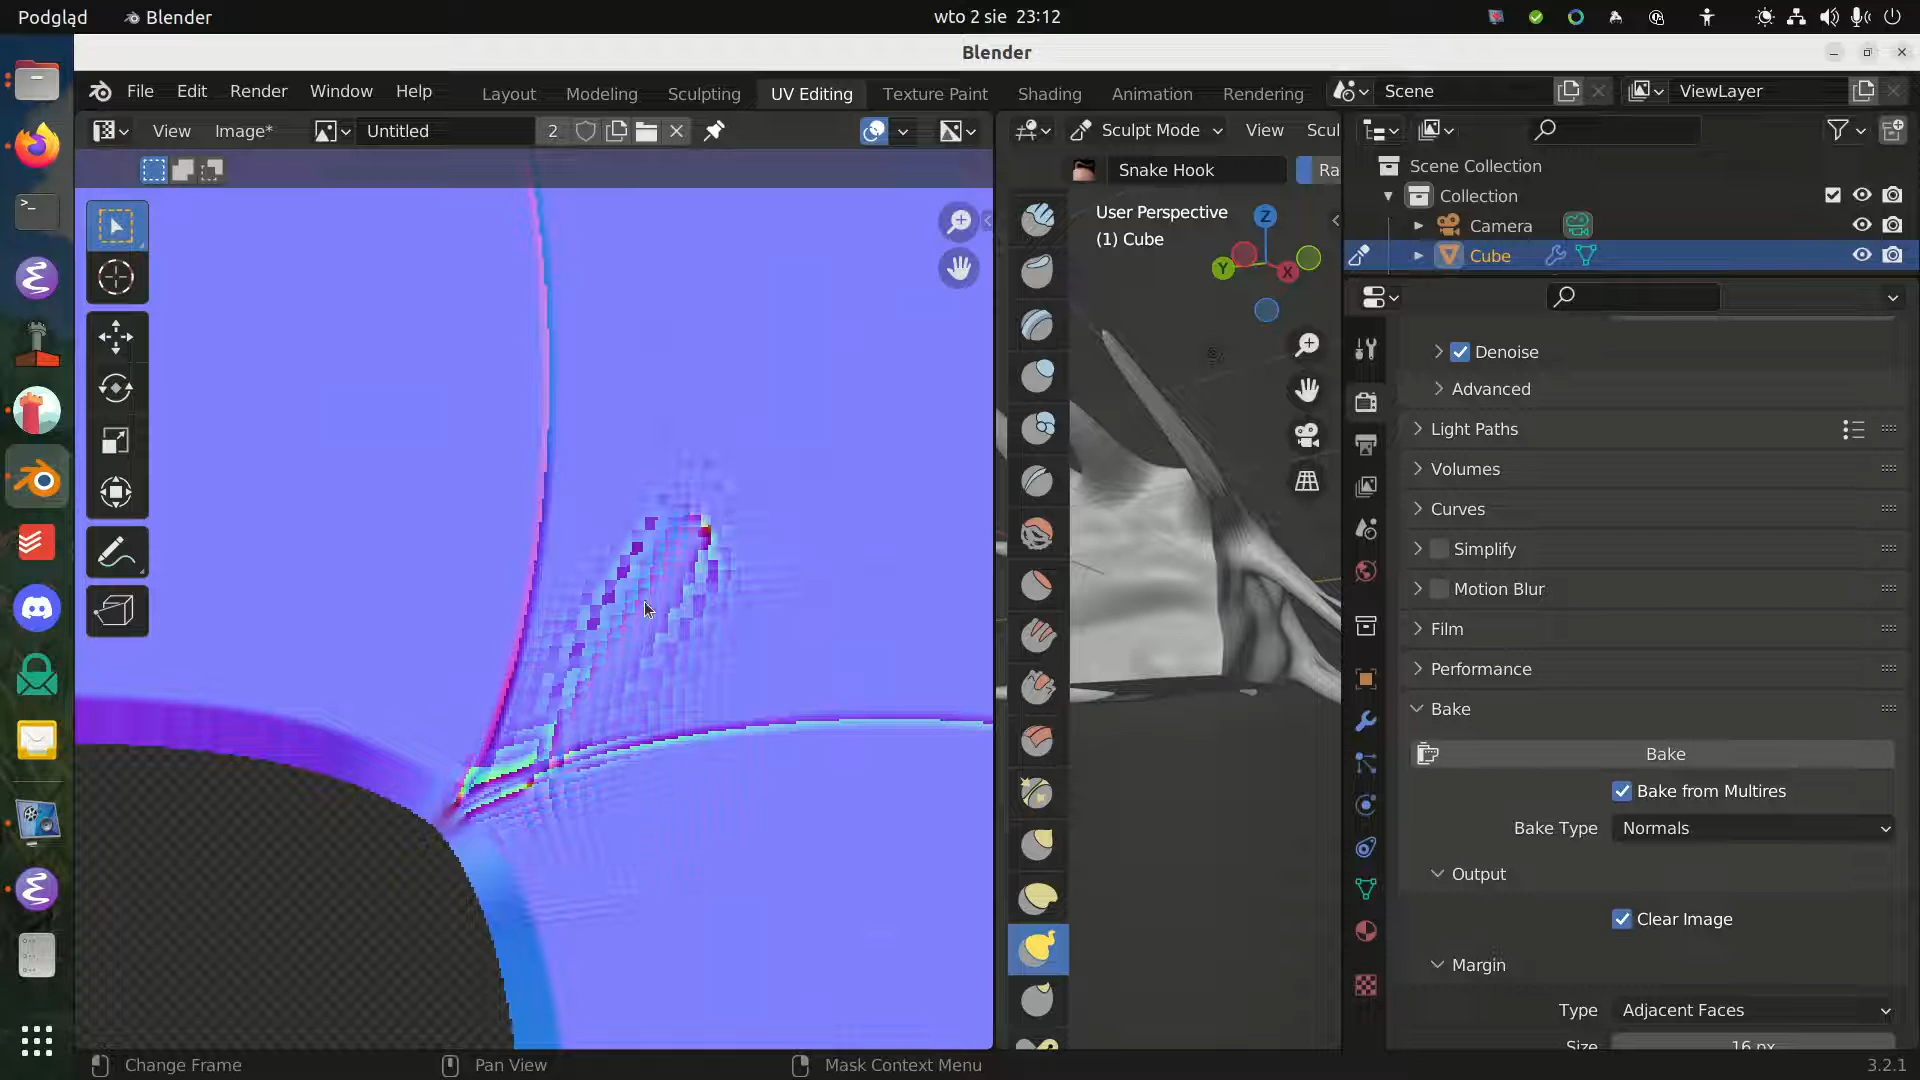 Podgląd
Blender
wto 2 sie 23:12
Blender
File
Edit
Render
Window
Help
Layout
Modeling
Sculpting
UV Editing
Texture Paint
Shading
Animation
Rendering
Scene
ViewLayer
View
Image*
Untitled
2
Sculpt Mode
View
Scul
Snake Hook
Ra
User Perspective
(1) Cube
Z
Y
X
Scene Collection
Collection
Camera
Cube
Denoise
Advanced
Light Paths
Volumes
Curves
Simplify
Motion Blur
Film
Performance
Bake
Bake
Bake from Multires
Bake Type
Normals
Output
Clear Image
Margin
Type
Adjacent Faces
Size
16 px
Change Frame
Pan View
Mask Context Menu
3.2.1